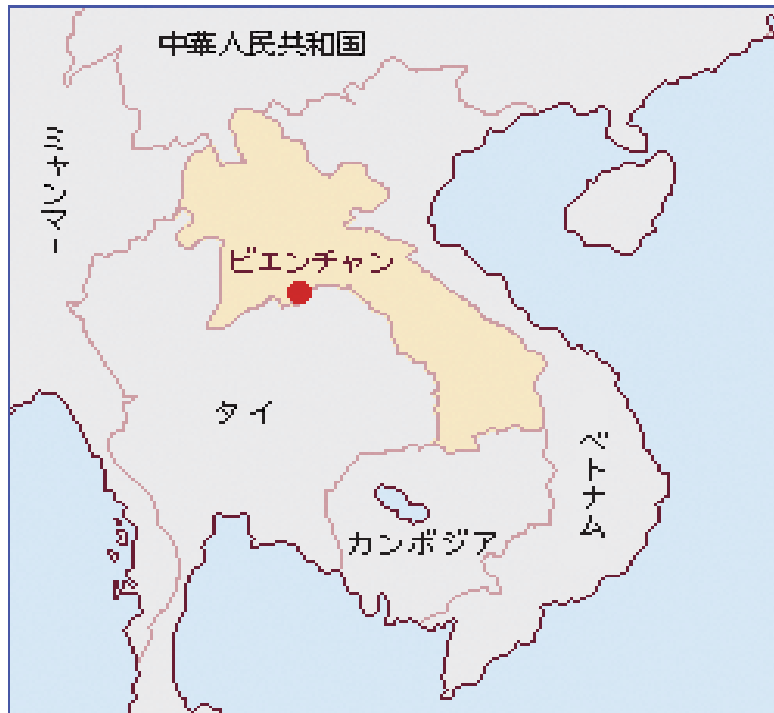 中華人民共和国
ミャンマー
ビエンチャン
タイ
ベトナム
カンボジア